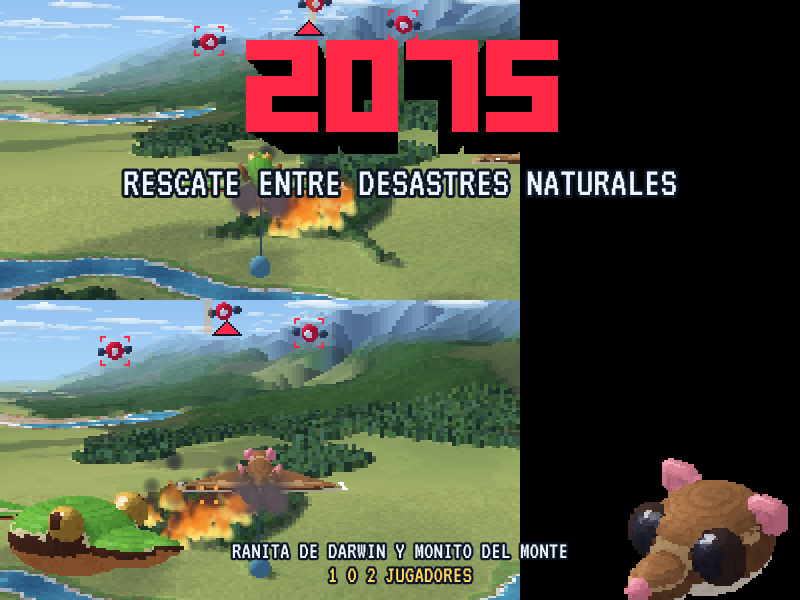 2075
RESCATE ENTRE DESASTRES NATURALES
RANITA DE DARWIN Y MONITO DEL MONTE
1 O 2 JUGADORES